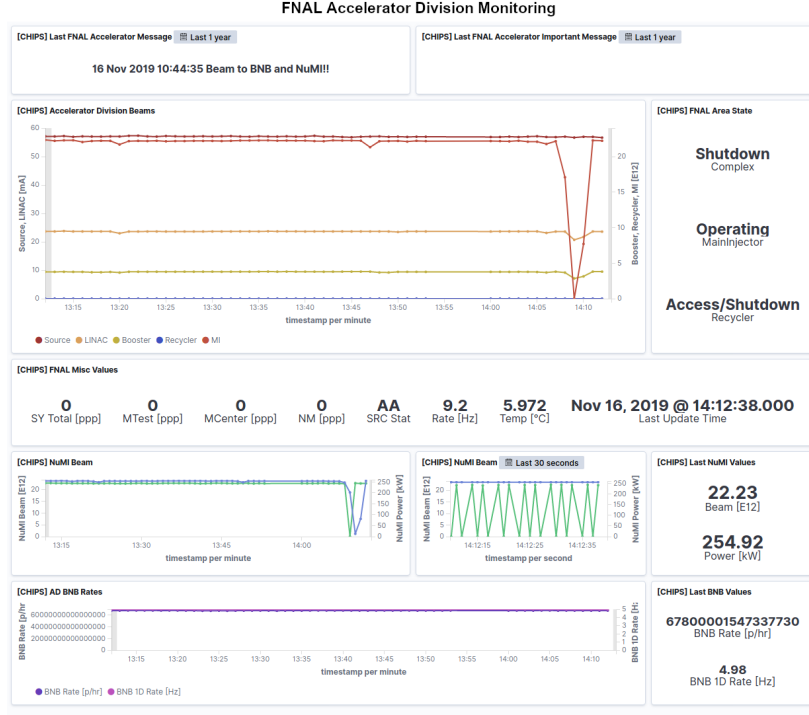 FNAL Accelerator Division Monitoring
[CHIPS] Last FNAL Accelerator Message Last 1 year
16 Nov 2019 10:44:35 Beam to BNB and NuMI!!
[CHIPS] Last FNAL Accelerator Important Message Last 1 year
[CHIPS] Accelerator Division Beams
Source, LINAC [mA]
60
50
40
30
20
10
0
20
15
10
5
0
Booster, Recycler, MI [E12]
13:15 13:20 13:25 13:30 13:35 13:40 13:45 13:50 13:55 14:00 14:05 14:10
timestamp per minute
Source LINAC Booster Recycler MI
[CHIPS] FNAL Area State
Shutdown
Complex
Operating
MainInjector
Access/Shutdown
Recycler
[CHIPS] FNAL Misc Values
0 0 0 0 AA 9.2 5.972 Nov 16, 2019 @ 14:12:38.000
SY Total [ppp] MTest [ppp] MCenter [ppp] NM [ppp] SRC Stat Rate [Hz] Temp [°C] Last Update Time
[CHIPS] NuMI Beam
NuMI Beam [E12]
20
15
10
5
0
250
200
150
100
50
0
NuMI Power [kW]
13:15 13:30 13:45 14:00
timestamp per minute
[CHIPS] NuMI Beam Last 30 seconds
NuMI Beam [E12]
20
15
10
5
0
200
150
100
50
0
NuMI Power [kW]
14:12:15 14:12:25 14:12:35
timestamp per second
[CHIPS] Last NuMI Values
22.23
Beam [E12]
254.92
Power [kW]
[CHIPS] AD BNB Rates
BNB Rate [p/hr
60000000000000000
40000000000000000
20000000000000000
0
5
4
3
2
1
0
BNB 1D Rate [H
13:15 13:20 13:25 13:30 13:35 13:40 13:45 13:50 13:55 14:00 14:05 14:10
timestamp per minute
BNB Rate [p/hr] BNB 1D Rate [Hz]
[CHIPS] Last BNB Values
67800001547337730
BNB Rate [p/hr]
4.98
BNB 1D Rate [Hz]